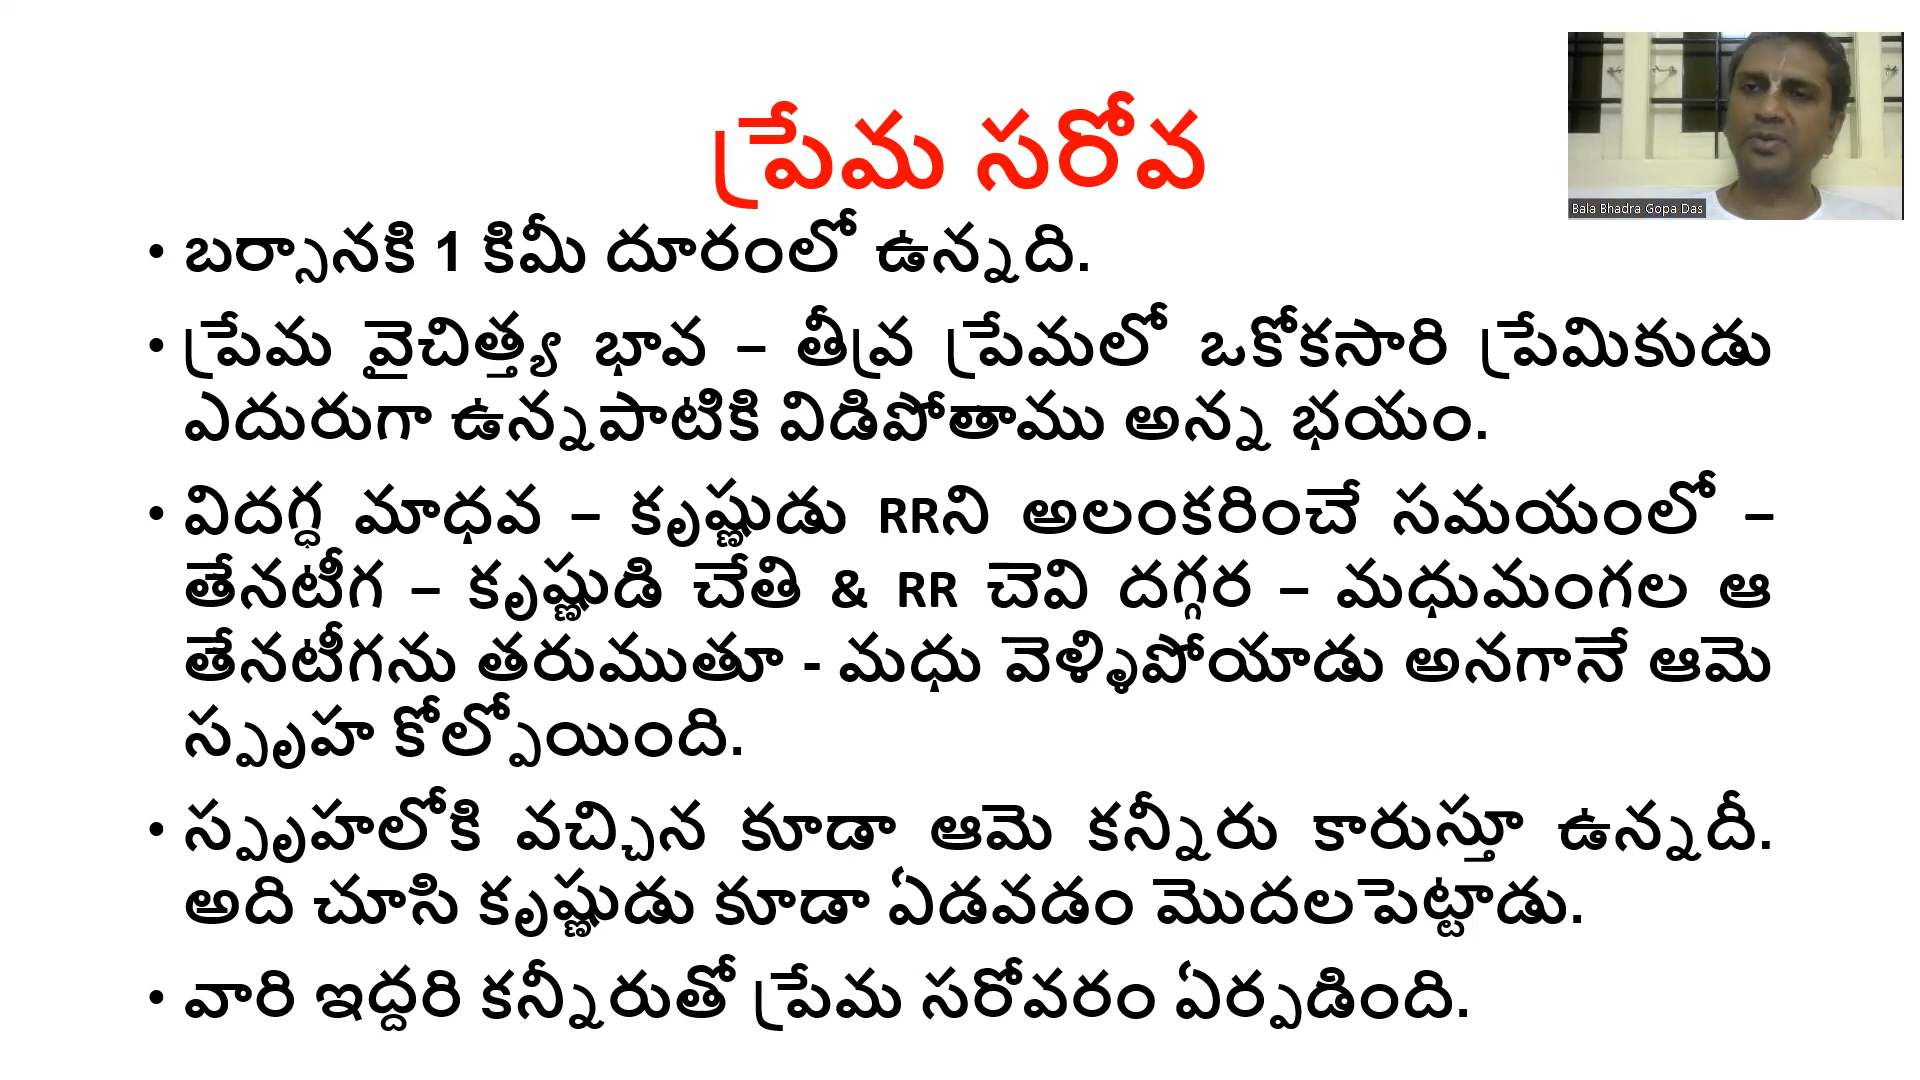 ప్రేమ సరోవ
Bala Bhadra Gopa Das
• బర్సానకి 1 కిమీ దూరంలో ఉన్నది.
• ప్రేమ వైచిత్త్య భావ – తీవ్ర ప్రేమలో ఒకోకసారి ప్రేమికుడు
ఎదురుగా ఉన్నపాటికి విడిపోతాము అన్న భయం.
• విదగ్ధ మాధవ – కృష్ణుడు RRని అలంకరించే సమయంలో –
తేనటీగ – కృష్ణుడి చేతి & RR చెవి దగ్గర – మధుమంగల ఆ
తేనటీగను తరుముతూ - మధు వెళ్ళిపోయాడు అనగానే ఆమె
స్పృహ కోల్పోయింది.
• స్పృహలోకి వచ్చిన కూడా ఆమె కన్నీరు కారుస్తూ ఉన్నదీ.
అది చూసి కృష్ణుడు కూడా ఏడవడం మొదలపెట్టాడు.
• వారి ఇద్దరి కన్నీరుతో ప్రేమ సరోవరం ఏర్పడింది.